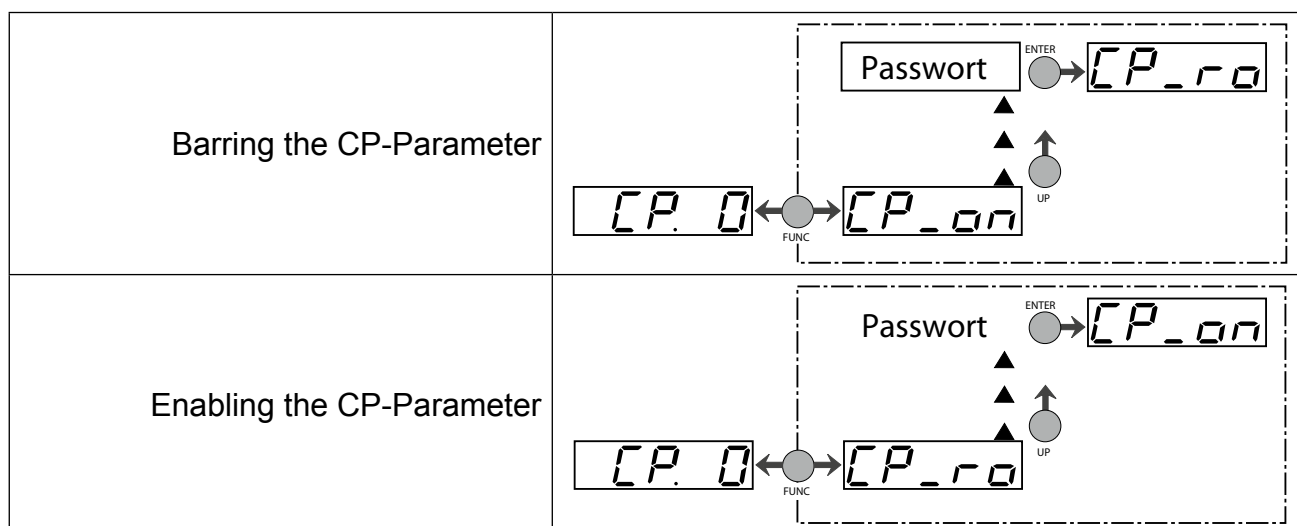 Barring the CP-Parameter
Passwort
ENTER
CP_ro
UP
CP. 0
FUNC
CP_on
Enabling the CP-Parameter
Passwort
ENTER
CP_on
UP
CP. 0
FUNC
CP_ro